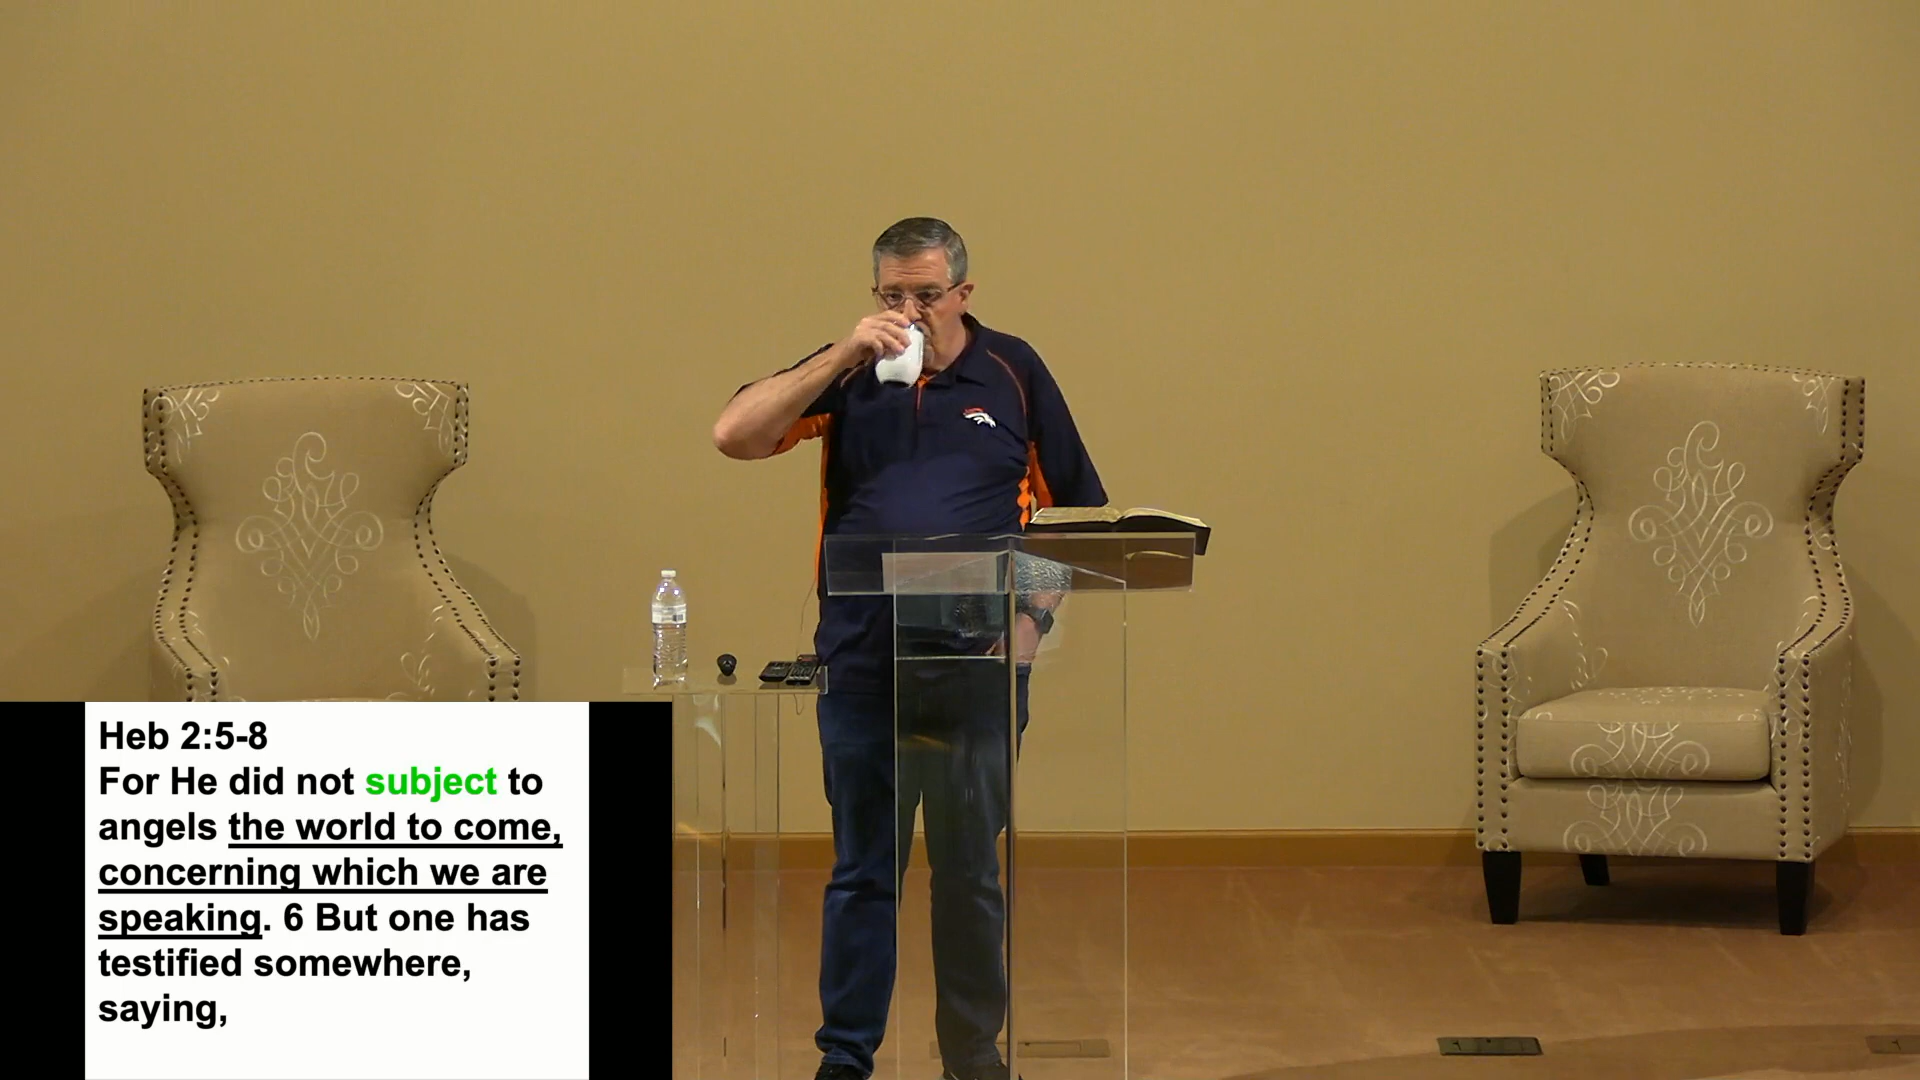 Heb 2:5-8
For He did not subject to
angels the world to come,
concerning which we are
speaking. 6 But one has
testified somewhere,
saying,